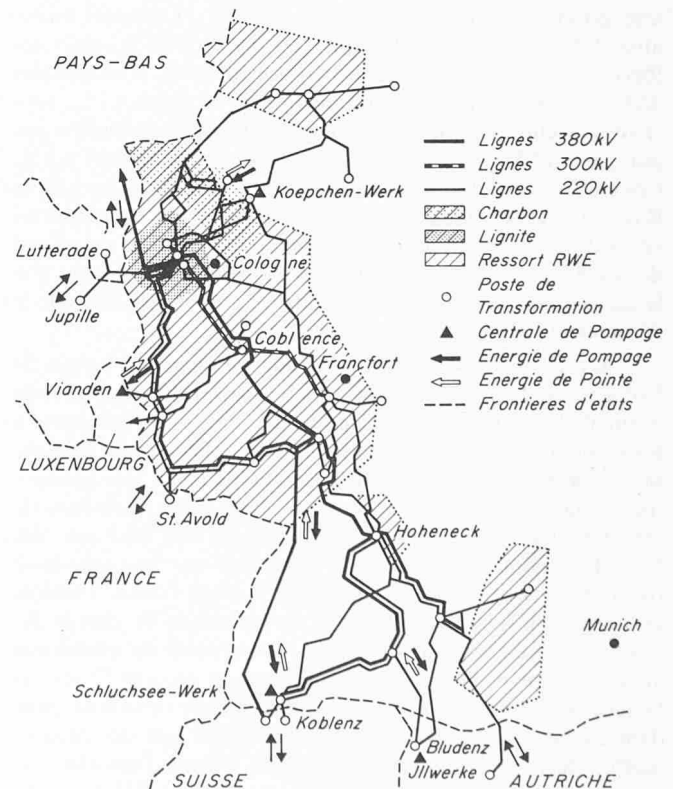 PAYS-BAS
Lignes 380kV
Lignes 300kV
Lignes 220kV
Charbon
Lignite
Ressort RWE
Poste de
Transformation
Centrale de Pompage
Energie de Pompage
Energie de Pointe
Frontieres d'etats
Koepchen-Werk
Lutterade
Cologne
Jupille
Coblence
Francfort
Vianden
LUXENBOURG
St. Avold
Hoheneck
FRANCE
Munich
Schluchsee-Werk
Koblenz
Bludenz
Jllwerke
SUISSE
AUTRICHE